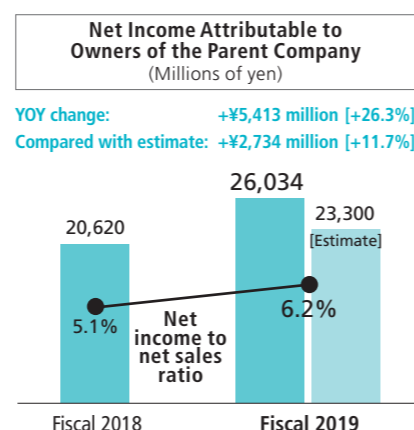 Net Income Attributable to
Owners of the Parent Company
(Millions of yen)
YOY change: +¥5,413 million [+26.3%]
Compared with estimate: +¥2,734 million [+11.7%]
26,034
20,620
23,300
[Estimate]
5.1%
Net
income to
net sales
ratio
6.2%
Fiscal 2018
Fiscal 2019